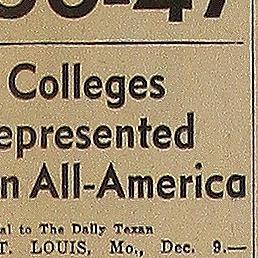 Colleges
epresented
n All-America
al to The Daily Texan
T. LOUIS, Mo., Dec. 9.—